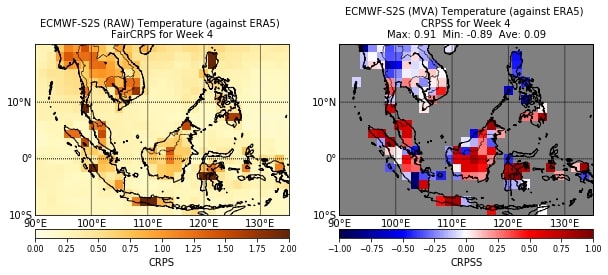 ECMWF-S2S (RAW) Temperature (against ERA5)
FairCRPS for Week 4
10°N
0°
10°S
90°E 100°E 110°E 120°E 130°E
0.00 0.25 0.50 0.75 1.00 1.25 1.50 1.75 2.00
CRPS
ECMWF-S2S (MVA) Temperature (against ERA5)
CRPSS for Week 4
Max: 0.91 Min: -0.89 Ave: 0.09
10°N
0°
10°S
90°E 100°E 110°E 120°E 130°E
−1.00 −0.75 −0.50 −0.25 0.00 0.25 0.50 0.75 1.00
CRPSS